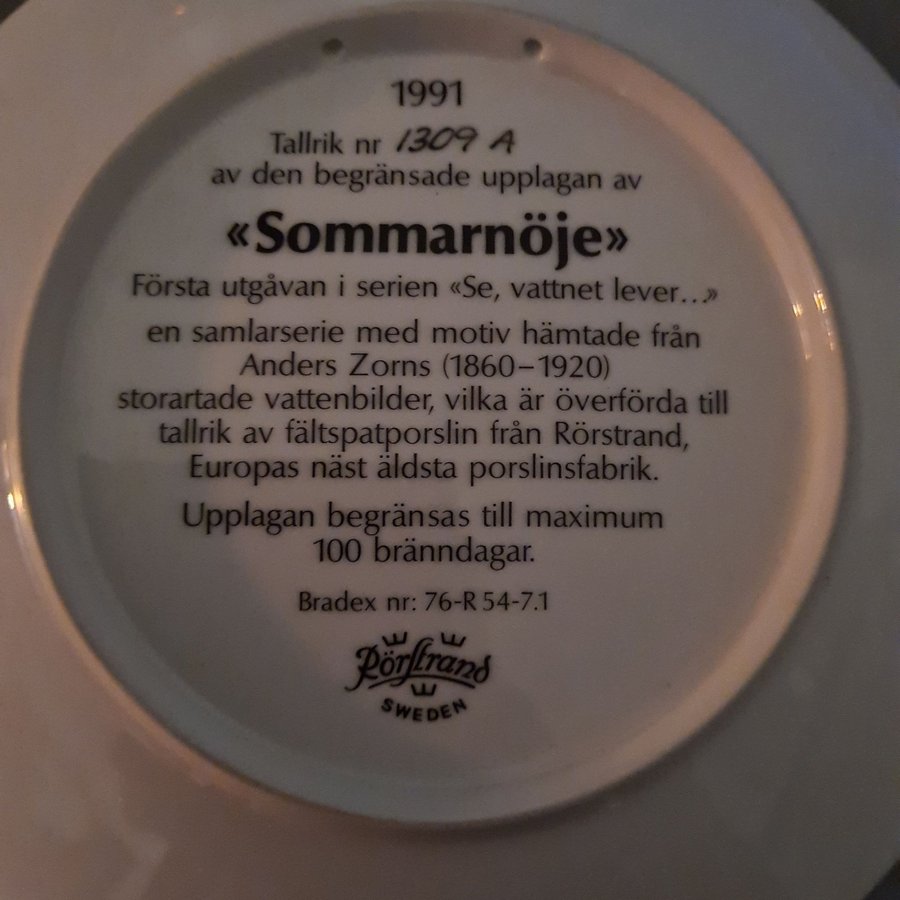 1991
Tallrik nr 1309 A
av den begränsade upplagan av
«Sommarnöje»
Första utgåvan i serien «Se, vattnet lever...»
en samlarserie med motiv hämtade från
Anders Zorns (1860–1920)
storartade vattenbilder, vilka är överförda till
tallrik av fältspatporslin från Rörstrand,
Europas näst äldsta porslinsfabrik.
Upplagan begränsas till maximum
100 bränndagar.
Bradex nr: 76-R 54-7.1
Rörstrand
SWEDEN